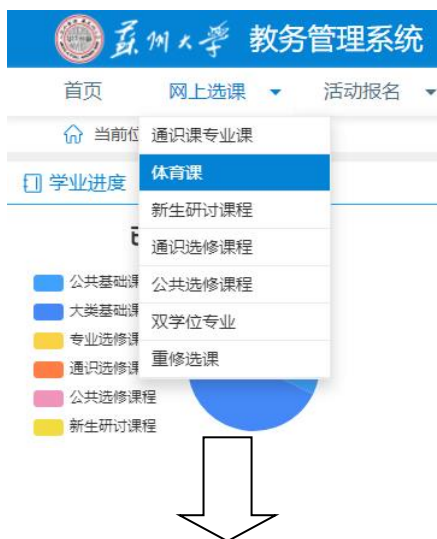 蘇州大学 教务管理系统
首页 网上选课 活动报名
当前位
通识课专业课
体育课
新生研讨课程
通识选修课程
公共选修课程
双学位专业
重修选课
学业进度
公共基础课
大类基础课
专业选修课
通识选修课
公共选修课程
新生研讨课程